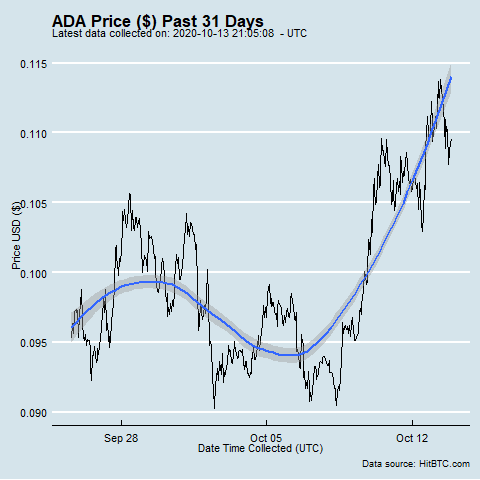 ADA Price ($) Past 31 Days
Latest data collected on: 2020-10-13 21:05:08 - UTC
0.115
0.110
0.105
0.100
0.095
0.090
Price USD ($)
Sep 28
Oct 05
Oct 12
Date Time Collected (UTC)
Data source: HitBTC.com